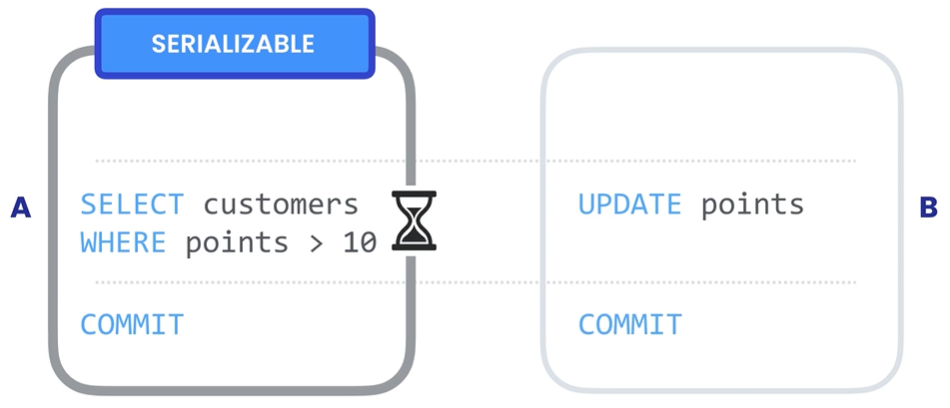 SERIALIZABLE
A
SELECT customers
WHERE points > 10
COMMIT
UPDATE points
COMMIT
B